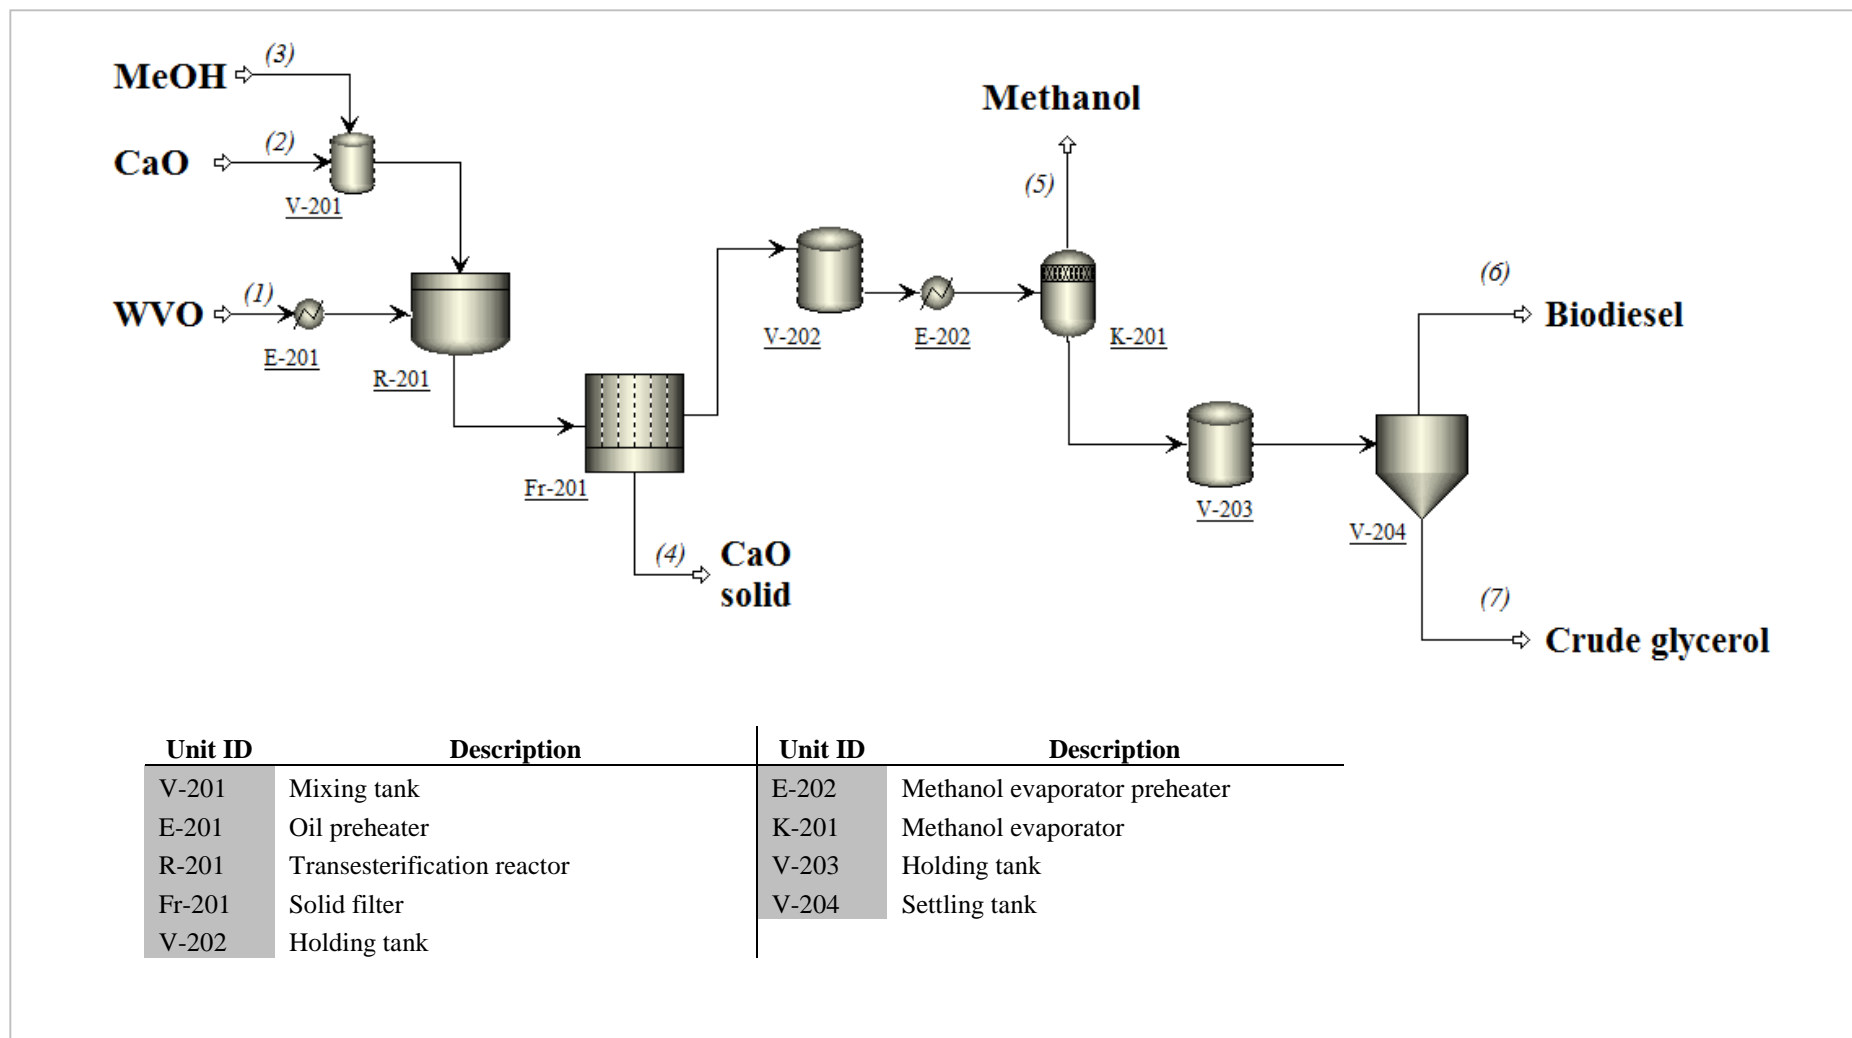 (3)
MeOH
Methanol
(2)
CaO
(5)
V-201
(6)
(1)
WVO
Biodiesel
V-202
E-202
K-201
E-201
R-201
Fr-201
V-203
V-204
(4)
CaO
solid
(7)
Crude glycerol
Unit ID Description Unit ID Description
V-201 Mixing tank E-202 Methanol evaporator preheater
E-201 Oil preheater K-201 Methanol evaporator
R-201 Transesterification reactor V-203 Holding tank
Fr-201 Solid filter V-204 Settling tank
V-202 Holding tank